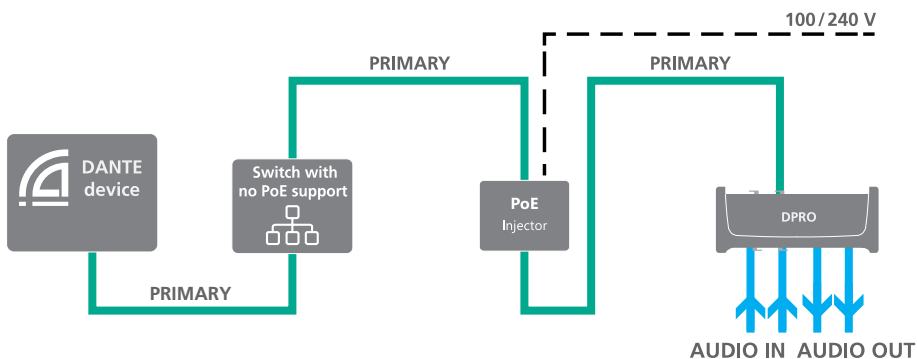 100/240 V
PRIMARY
PRIMARY
DANTE
device
Switch with
no PoE support
PoE
Injector
DPRO
PRIMARY
AUDIO IN AUDIO OUT